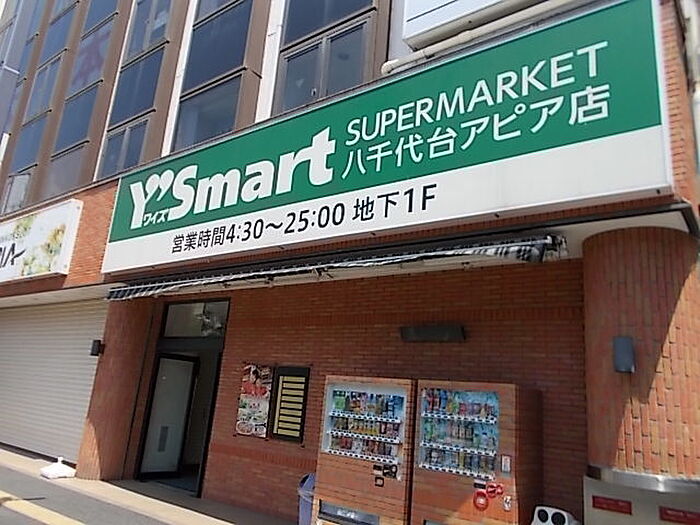 Y'Smart
ワイズ
SUPERMARKET
八千代台アピア店
営業時間4:30～25:00 地下1F